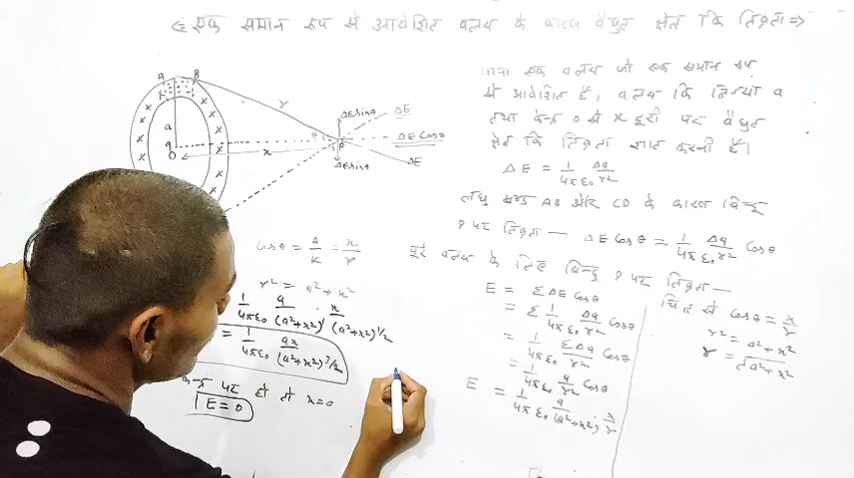 ⇐ एक समान रूप से आवेशित वलय के कारण वैधुत क्षेत्र कि तिव्रता ⇒
A B
r
a
ΔE sinθ ΔE
ΔE cosθ
x
O
P
ΔE sinθ
ΔE
माना एक वलय जो एक समान रूप
से आवेशित है, वलय कि त्रिज्या a
तथा केन्द्र O से x दूरी पर वैधुत
क्षेत्र कि तिव्रता ज्ञात करनी है।
ΔE = 1/4πε₀ Δq/r²
लघु खण्ड AB और CD के कारण बिन्दु
P पर तिव्रता — ΔE cosθ = 1/4πε₀ Δq/r² cosθ
पूरे वलय के लिए बिन्दु P पर तिव्रता —
E = ΣΔE cosθ
= Σ 1/4πε₀ Δq/r² cosθ
= 1/4πε₀ ΣΔq/r² cosθ
= 1/4πε₀ q/r² cosθ
E = 1/4πε₀ q/(a²+x²) · x/r
चित्र से cosθ = x/r
r² = a²+x²
r = √a²+x²
cosθ = = x/r
r² = a²+x²
1/4πε₀ q/(a²+x²) · x/(a²+x²)^1/2
= 1/4πε₀ qx/(a²+x²)^3/2
पर हो तो x=0
E=0